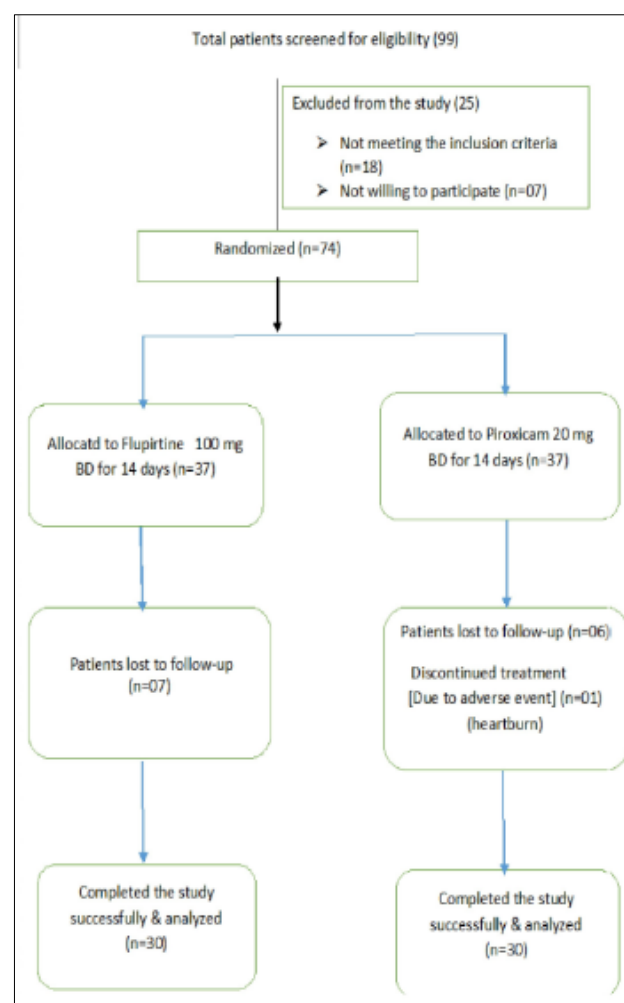 Total patients screened for eligibility (99)
Excluded from the study (25)
➤ Not meeting the inclusion criteria
(n=18)
➤ Not willing to participate (n=07)
Randomized (n=74)
Allocatd to Flupirtine 100 mg
BD for 14 days (n=37)
Allocated to Piroxicam 20 mg
BD for 14 days (n=37)
Patients lost to follow-up
(n=07)
Patients lost to follow-up (n=06)
Discontinued treatment
[Due to adverse event] (n=01)
(heartburn)
Completed the study
successfully & analyzed
(n=30)
Completed the study
successfully & analyzed
(n=30)